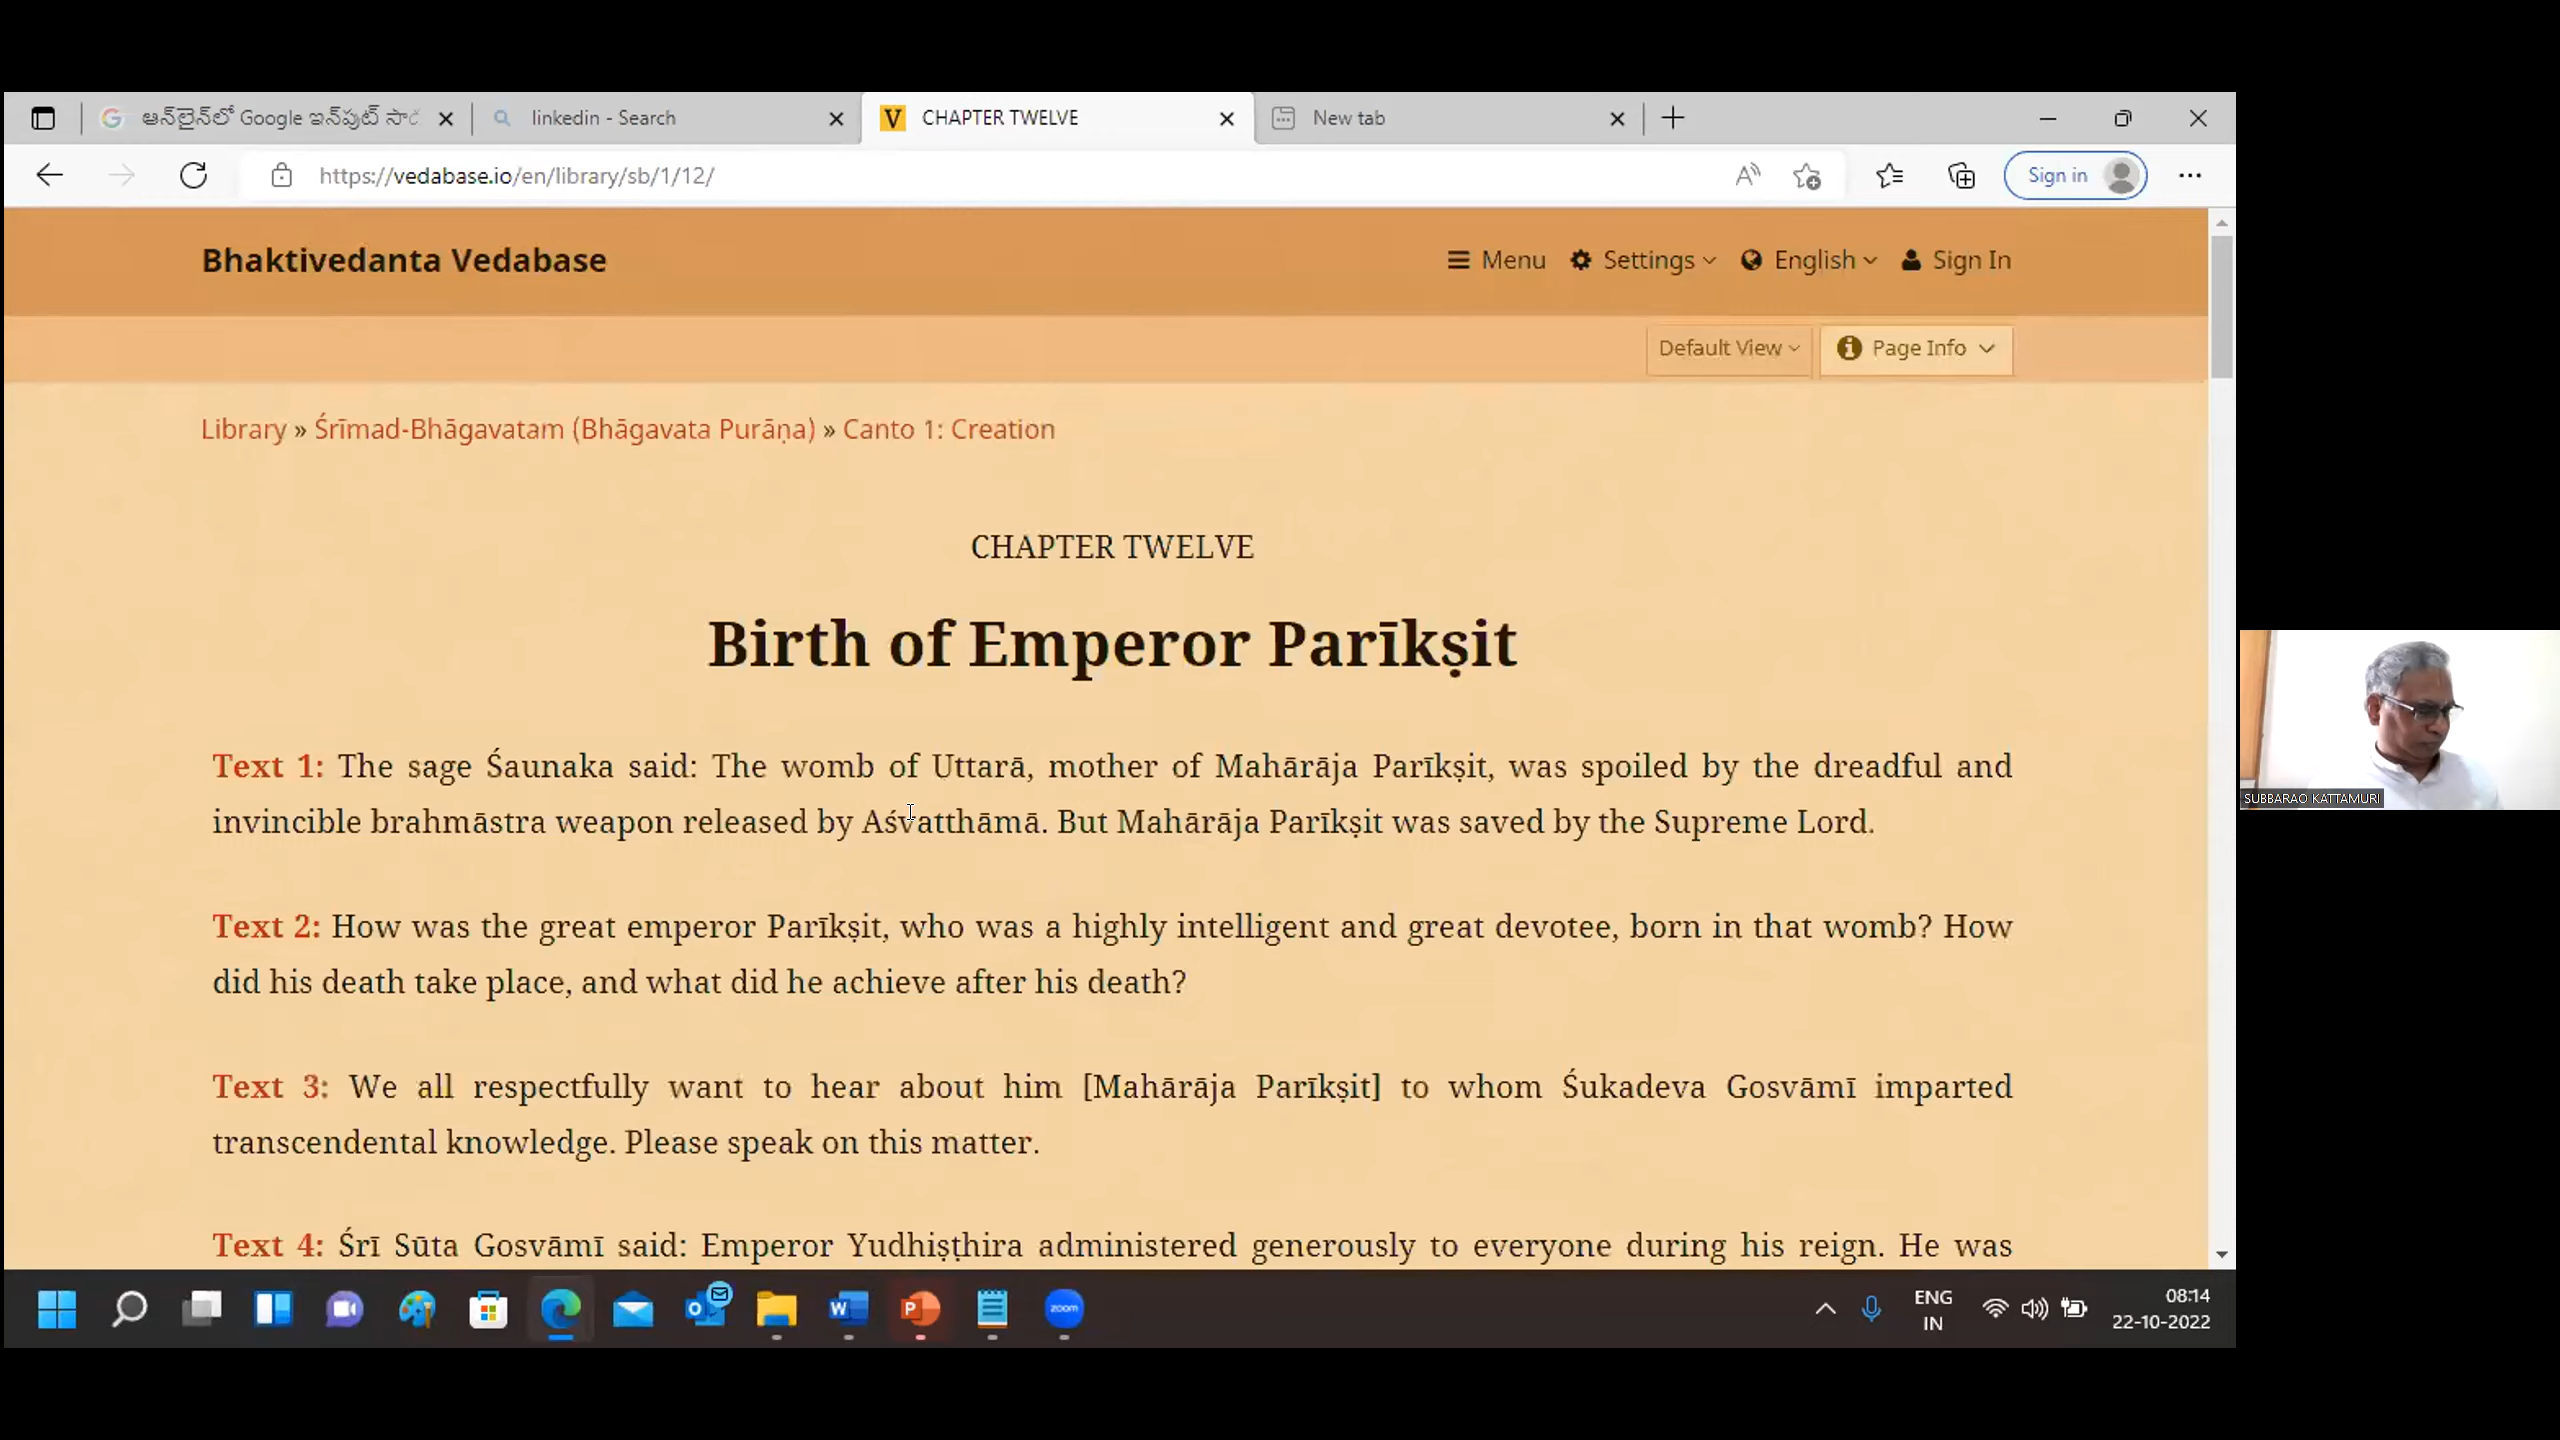 ఆన్‌లైన్‌లో Google ఇన్‌పుట్
linkedin - Search
CHAPTER TWELVE
New tab
https://vedabase.io/en/library/sb/1/12/
Sign in
Bhaktivedanta Vedabase
Menu Settings English Sign In
Default View Page Info
Library » Śrīmad-Bhāgavatam (Bhāgavata Purāṇa) » Canto 1: Creation
CHAPTER TWELVE
Birth of Emperor Parīkṣit
Text 1: The sage Śaunaka said: The womb of Uttarā, mother of Mahārāja Parīkṣit, was spoiled by the dreadful and
invincible brahmāstra weapon released by Aśvatthāmā. But Mahārāja Parīkṣit was saved by the Supreme Lord.
Text 2: How was the great emperor Parīkṣit, who was a highly intelligent and great devotee, born in that womb? How
did his death take place, and what did he achieve after his death?
Text 3: We all respectfully want to hear about him [Mahārāja Parīkṣit] to whom Śukadeva Gosvāmī imparted
transcendental knowledge. Please speak on this matter.
Text 4: Śrī Sūta Gosvāmī said: Emperor Yudhiṣṭhira administered generously to everyone during his reign. He was
SUBBARAO KATTAMURI
zoom
ENG
IN
08:14
22-10-2022